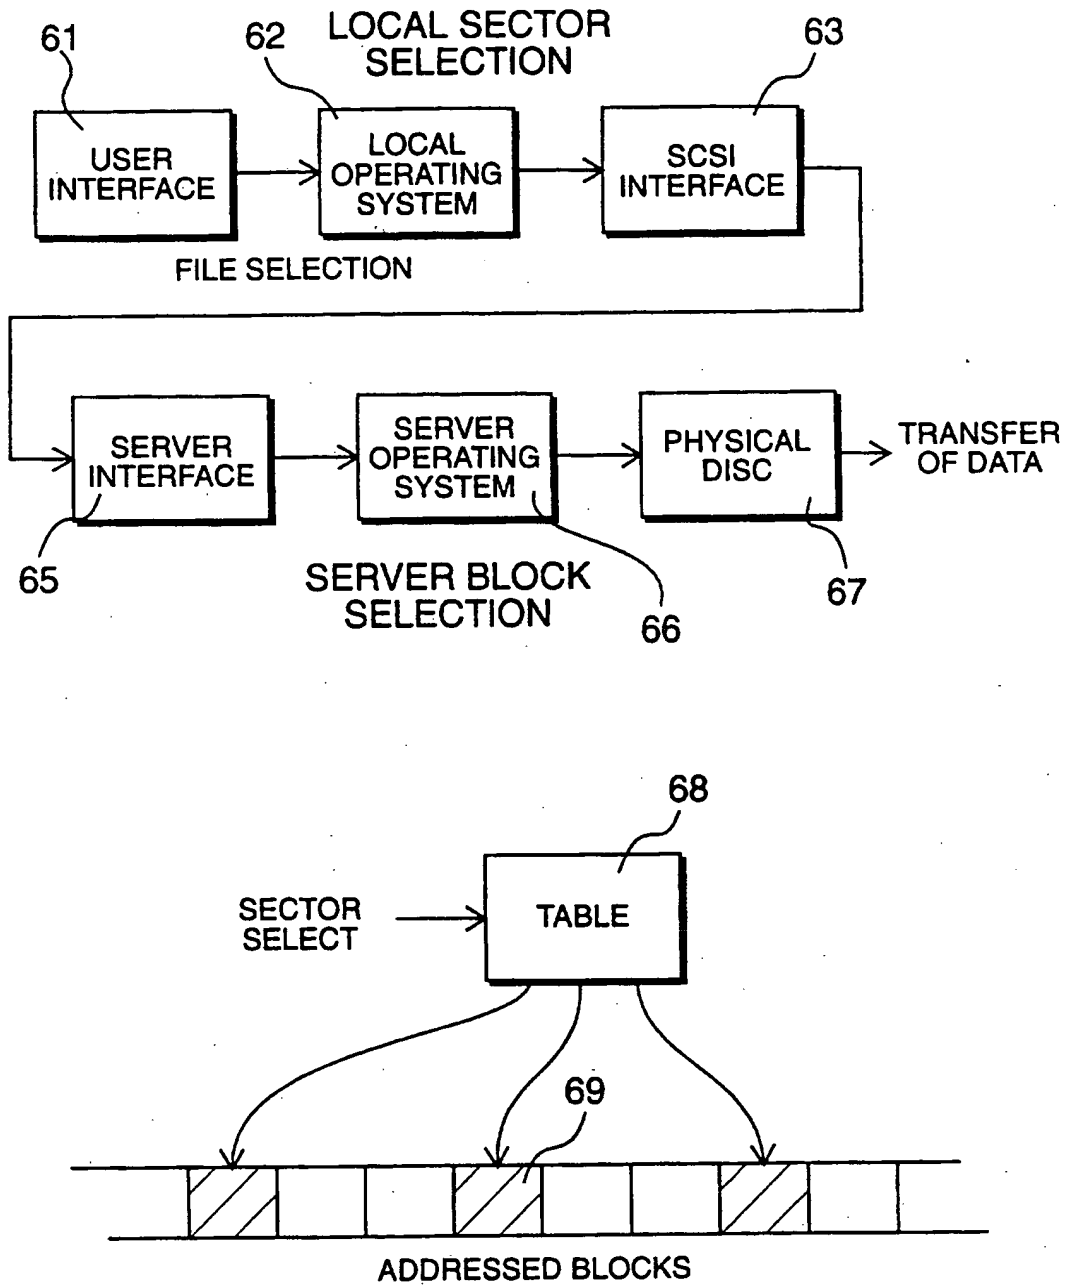 61
62
LOCAL SECTOR
SELECTION
63
USER
INTERFACE
LOCAL
OPERATING
SYSTEM
SCSI
INTERFACE
FILE SELECTION
SERVER
INTERFACE
SERVER
OPERATING
SYSTEM
PHYSICAL
DISC
TRANSFER
OF DATA
65
SERVER BLOCK
SELECTION
66
67
68
SECTOR
SELECT
TABLE
69
ADDRESSED BLOCKS